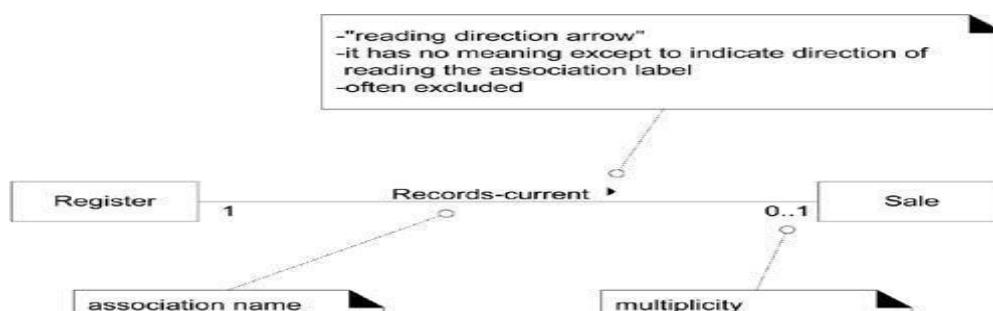 -"reading direction arrow"
-it has no meaning except to indicate direction of
reading the association label
-often excluded
Records-current
Register
1
0..1
Sale
association name
multiplicity